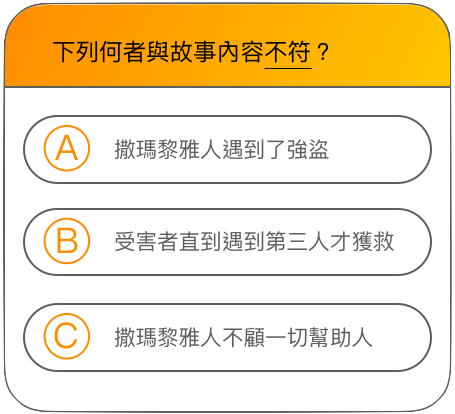 下列何者與故事內容不符？
A 撒瑪黎雅人遇到了強盜
B 受害者直到遇到第三人才獲救
C 撒瑪黎雅人不顧一切幫助人